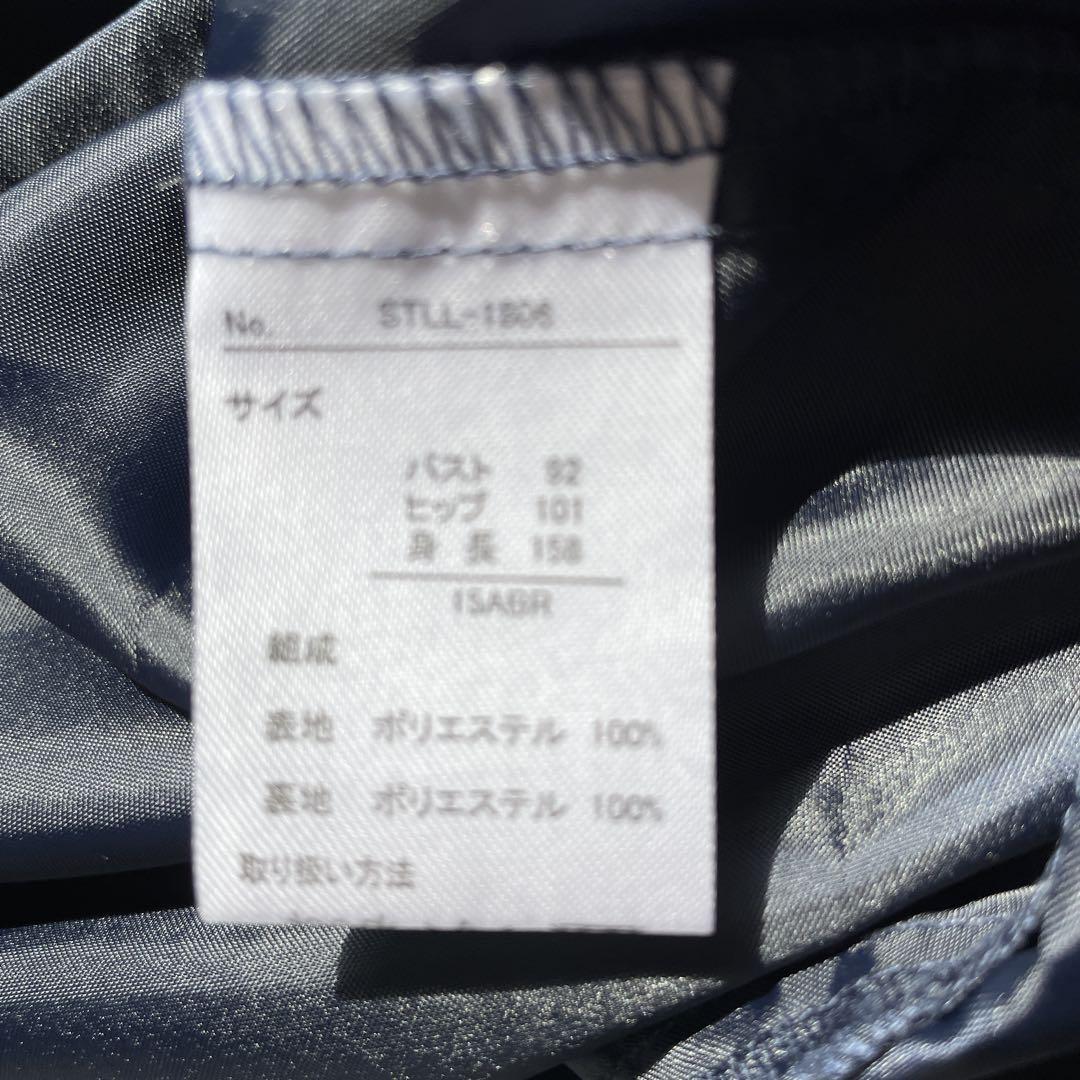 No. STLL-1806
サイズ
バスト 92
ヒップ 101
身長 158
15ABR
組成
表地 ポリエステル 100%
裏地 ポリエステル 100%
取り扱い方法